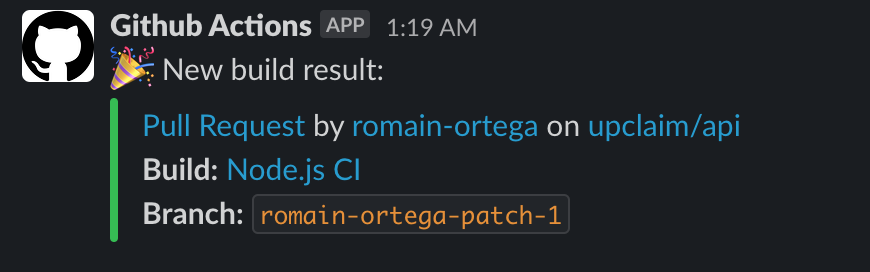 Github Actions APP 1:19 AM
🎉 New build result:
Pull Request by romain-ortega on upclaim/api
Build: Node.js CI
Branch: romain-ortega-patch-1